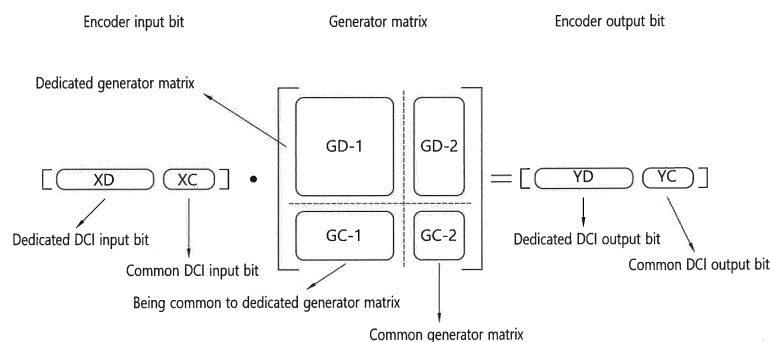 Encoder input bit Generator matrix Encoder output bit
Dedicated generator matrix
GD-1 GD-2
[ XD XC ] • = [ YD YC ]
GC-1 GC-2
Dedicated DCI input bit Dedicated DCI output bit
Common DCI input bit Common DCI output bit
Being common to dedicated generator matrix
Common generator matrix